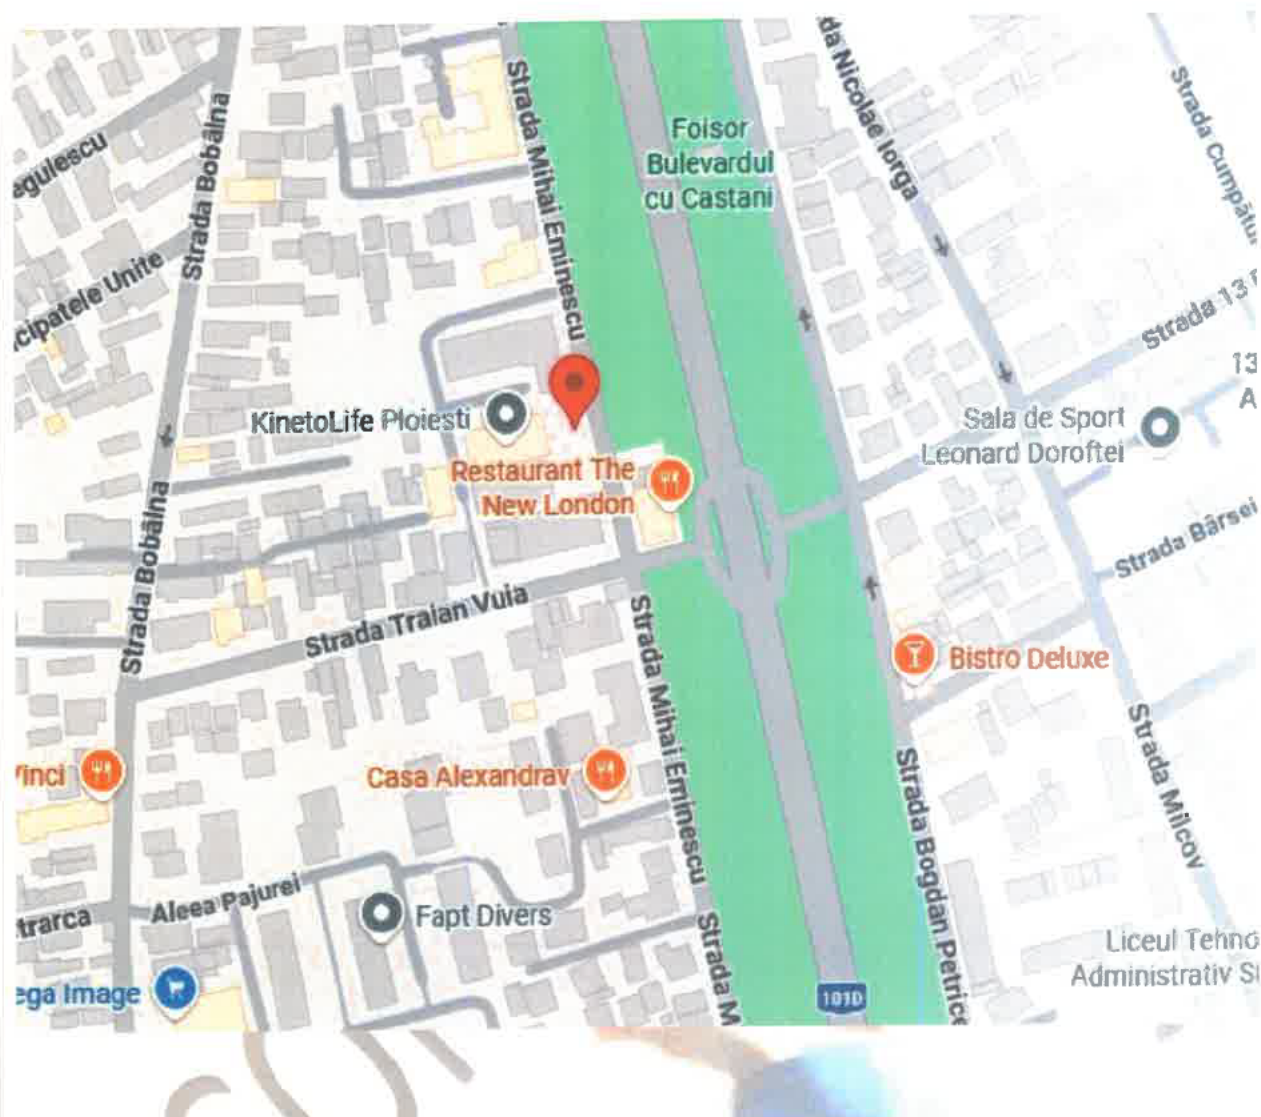 Strada Mihai Eminescu
Foisor
Bulevardul
cu Castani
da Nicolae Iorga
Strada Cumpătu
agulescu
Strada Bobâlna
cipatele Unite
Strada 13
13
A
KinetoLife Ploiesti
Sala de Sport
Leonard Doroftei
Restaurant The
New London
Strada Bârsei
Strada Bobâlna
Strada Traian Vuia
Strada Mihai Eminescu
Bistro Deluxe
Vinci
Casa Alexandrav
Strada Milcov
Strada Bogdan Petrice
trarca
Aleea Pajurei
Fapt Divers
Strada M
Liceul Tehno
Administrativ Si
ega Image
101D